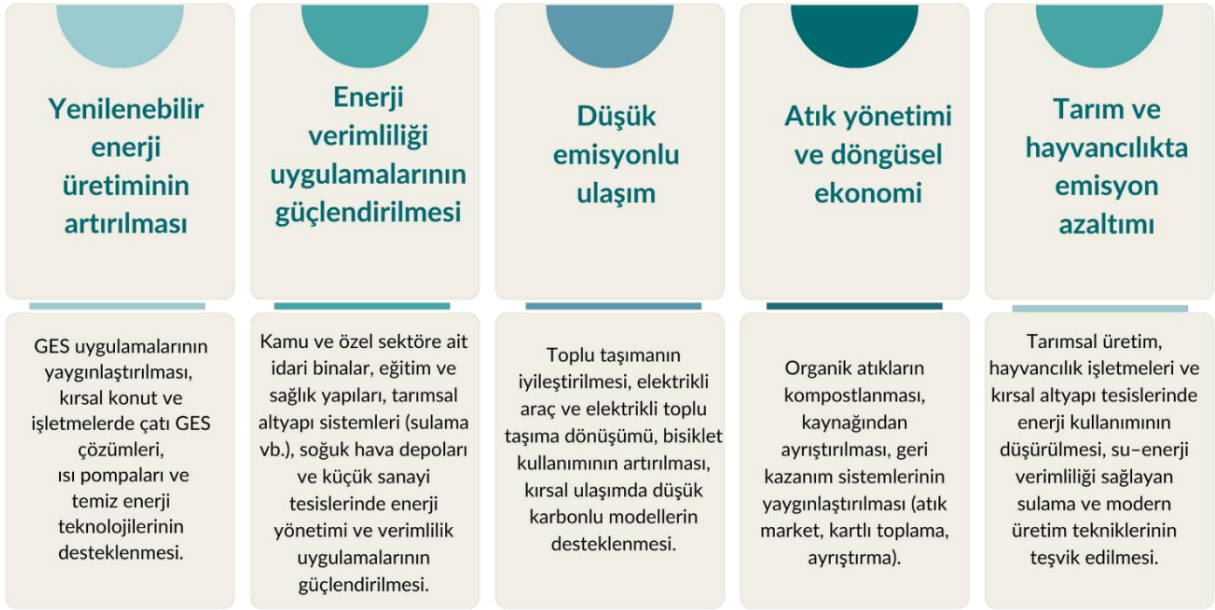 Yenilenebilir
enerji
üretiminin
artırılması
GES uygulamalarının
yaygınlaştırılması,
kırsal konut ve
işletmelerde çatı GES
çözümleri,
ısı pompaları ve
temiz enerji
teknolojilerinin
desteklenmesi.
Enerji
verimliliği
uygulamalarının
güçlendirilmesi
Kamu ve özel sektöre ait
idari binalar, eğitim ve
sağlık yapıları, tarımsal
altyapı sistemleri (sulama
vb.), soğuk hava depoları
ve küçük sanayi
tesislerinde enerji
yönetimi ve verimlilik
uygulamalarının
güçlendirilmesi.
Düşük
emisyonlu
ulaşım
Toplu taşımanın
iyileştirilmesi, elektrikli
araç ve elektrikli toplu
taşıma dönüşümü, bisiklet
kullanımının artırılması,
kırsal ulaşımda düşük
karbonlu modellerin
desteklenmesi.
Atık yönetimi
ve döngüsel
ekonomi
Organik atıkların
kompostlanması,
kaynağından
ayrıştırılması, geri
kazanım sistemlerinin
yaygınlaştırılması (atık
market, kartlı toplama,
ayrıştırma).
Tarım ve
hayvancılıkta
emisyon
azaltımı
Tarımsal üretim,
hayvancılık işletmeleri ve
kırsal altyapı tesislerinde
enerji kullanımının
düşürülmesi, su–enerji
verimliliği sağlayan
sulama ve modern
üretim tekniklerinin
teşvik edilmesi.